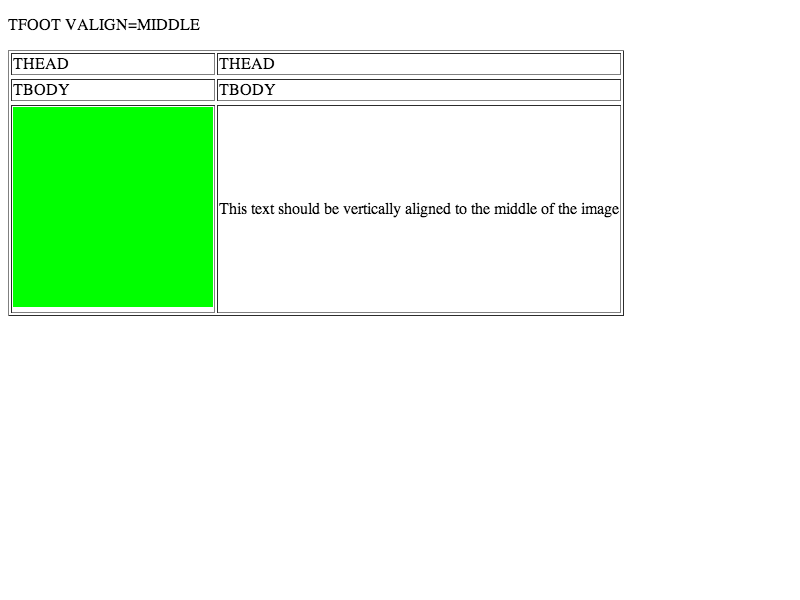 TFOOT VALIGN=MIDDLE
THEAD THEAD
TBODY TBODY
This text should be vertically aligned to the middle of the image